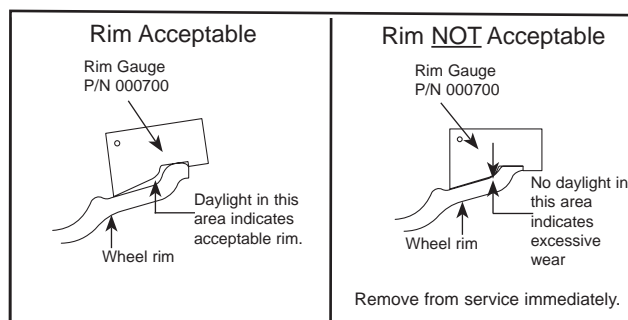 Rim Acceptable
Rim Gauge
P/N 000700
Daylight in this
area indicates
acceptable rim.
Wheel rim
Rim NOT Acceptable
Rim Gauge
P/N 000700
No daylight in
this area
indicates
excessive
wear
Wheel rim
Remove from service immediately.